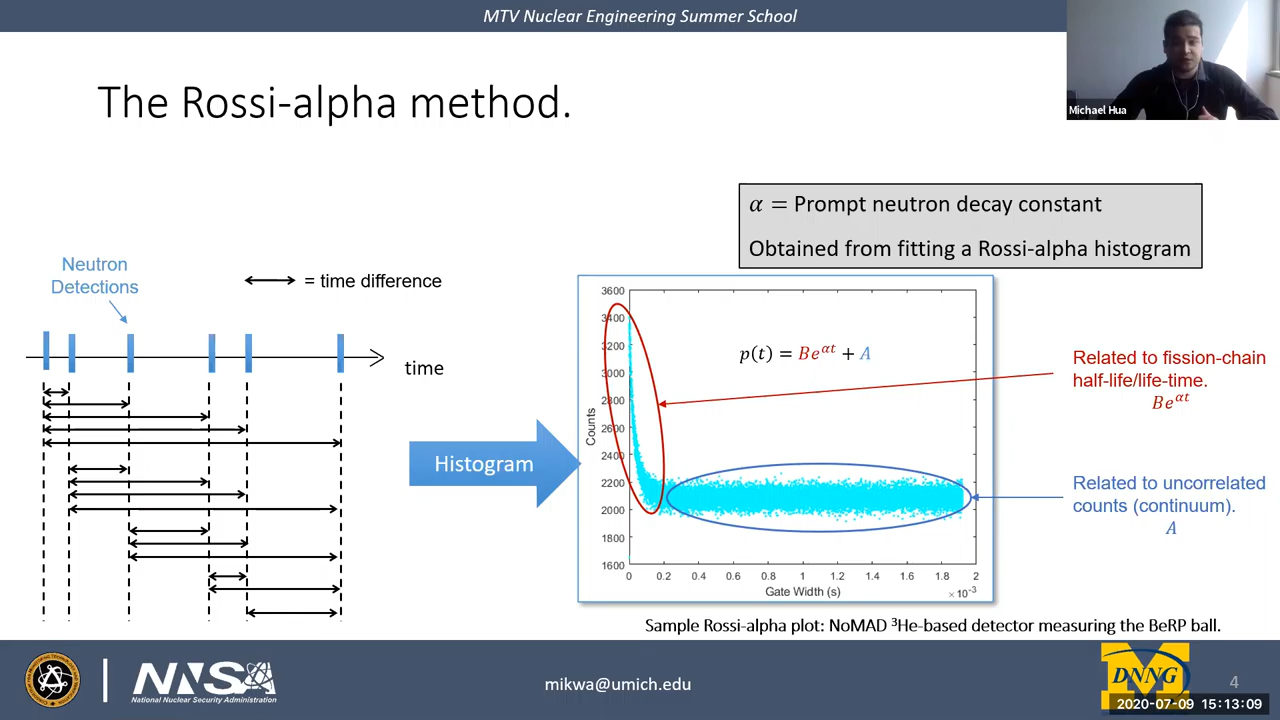 MTV Nuclear Engineering Summer School
Michael Hua
The Rossi-alpha method.
α = Prompt neutron decay constant
Obtained from fitting a Rossi-alpha histogram
Neutron
Detections
= time difference
time
Histogram
3600
3400
3200
3000
2800
2600
2400
2200
2000
1800
1600
Counts
p(t) = Be^{αt} + A
0
0.2
0.4
0.6
0.8
1
1.2
1.4
1.6
1.8
2
Gate Width (s)
×10^{-3}
Related to fission-chain
half-life/life-time.
Be^{αt}
Related to uncorrelated
counts (continuum).
A
Sample Rossi-alpha plot: NoMAD ³He-based detector measuring the BeRP ball.
NNSA
National Nuclear Security Administration
mikwa@umich.edu
DNNG
4
2020-07-09 15:13:09